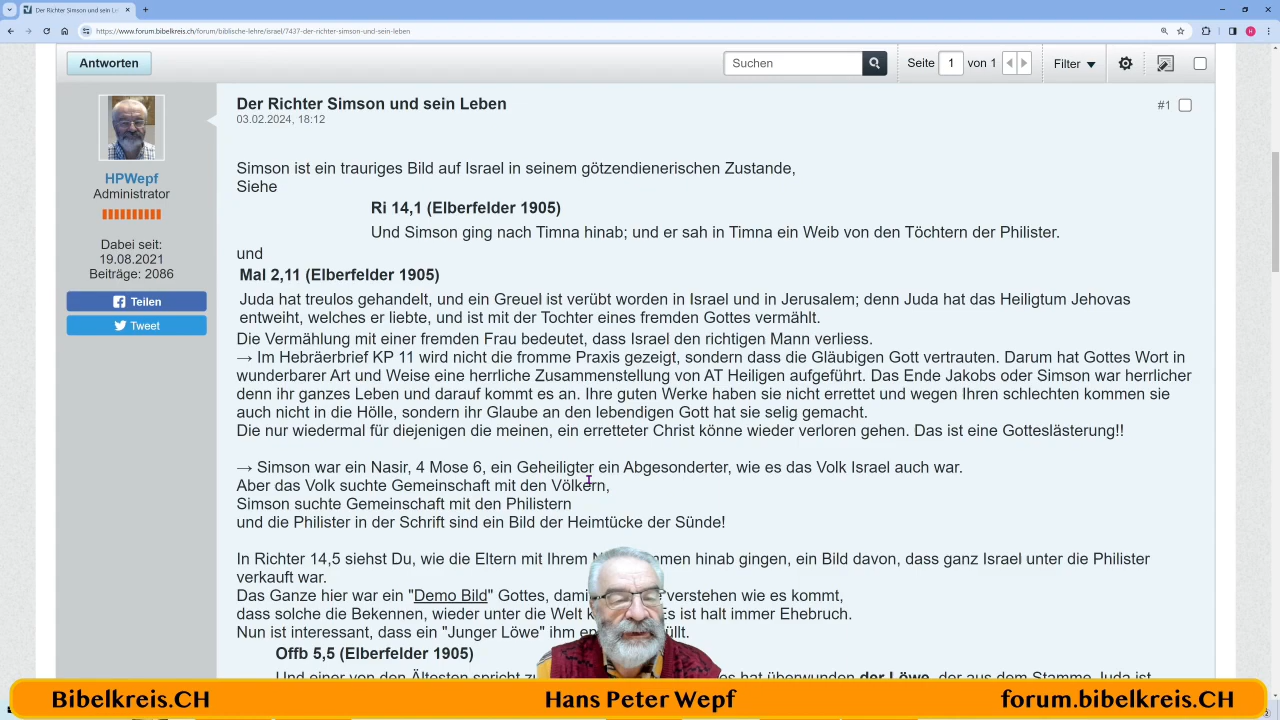 Der Richter Simson und sein Le
https://www.forum.bibelkreis.ch/forum/biblische-lehre/israel/7437-der-richter-simson-und-sein-leben
Antworten
Suchen
Seite 1 von 1
Filter
Der Richter Simson und sein Leben
#1
03.02.2024, 18:12
HPWepf
Administrator
Dabei seit:
19.08.2021
Beiträge: 2086
Teilen
Tweet
Simson ist ein trauriges Bild auf Israel in seinem götzendienerischen Zustande,
Siehe
Ri 14,1 (Elberfelder 1905)
Und Simson ging nach Timna hinab; und er sah in Timna ein Weib von den Töchtern der Philister.
und
Mal 2,11 (Elberfelder 1905)
Juda hat treulos gehandelt, und ein Greuel ist verübt worden in Israel und in Jerusalem; denn Juda hat das Heiligtum Jehovas
entweiht, welches er liebte, und ist mit der Tochter eines fremden Gottes vermählt.
Die Vermählung mit einer fremden Frau bedeutet, dass Israel den richtigen Mann verliess.
→ Im Hebräerbrief KP 11 wird nicht die fromme Praxis gezeigt, sondern dass die Gläubigen Gott vertrauten. Darum hat Gottes Wort in
wunderbarer Art und Weise eine herrliche Zusammenstellung von AT Heiligen aufgeführt. Das Ende Jakobs oder Simson war herrlicher
denn ihr ganzes Leben und darauf kommt es an. Ihre guten Werke haben sie nicht errettet und wegen Ihren schlechten kommen sie
auch nicht in die Hölle, sondern ihr Glaube an den lebendigen Gott hat sie selig gemacht.
Die nur wiedermal für diejenigen die meinen, ein erretteter Christ könne wieder verloren gehen. Das ist eine Gotteslästerung!!
→ Simson war ein Nasir, 4 Mose 6, ein Geheiligter ein Abgesonderter, wie es das Volk Israel auch war.
Aber das Volk suchte Gemeinschaft mit den Völkern,
Simson suchte Gemeinschaft mit den Philistern
und die Philister in der Schrift sind ein Bild der Heimtücke der Sünde!
In Richter 14,5 siehst Du, wie die Eltern mit Ihrem hinab gingen, ein Bild davon, dass ganz Israel unter die Philister
verkauft war.
Das Ganze hier war ein "Demo Bild" Gottes, verstehen wie es kommt,
dass solche die Bekennen, wieder unter die Welt ist halt immer Ehebruch.
Nun ist interessant, dass ein "Junger Löwe" ihm
Offb 5,5 (Elberfelder 1905)
Und einer von den Ältesten spricht hat überwunden der Löwe, der aus dem Stamme Juda ist
Bibelkreis.CH
Hans Peter Wepf
forum.bibelkreis.CH